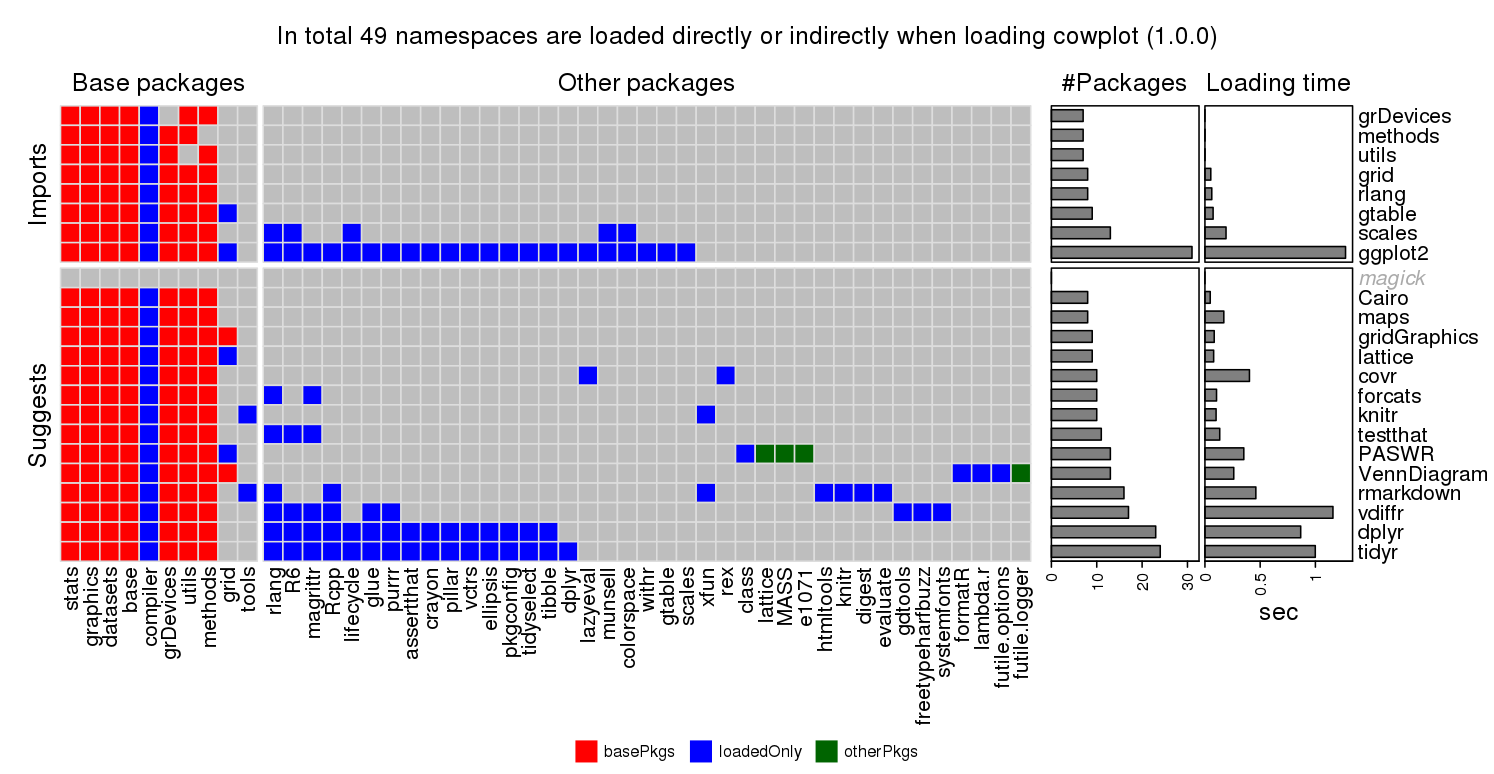 In total 49 namespaces are loaded directly or indirectly when loading cowplot (1.0.0)
Base packages
Other packages
#Packages
Loading time
Imports
grDevices
methods
utils
grid
rlang
gtable
scales
ggplot2
Suggests
magick
Cairo
maps
gridGraphics
lattice
covr
forcats
knitr
testthat
PASWR
VennDiagram
rmarkdown
vdiffr
dplyr
tidyr
stats
graphics
datasets
base
compiler
grDevices
utils
methods
grid
tools
rlang
R6
magrittr
Rcpp
lifecycle
glue
purrr
assertthat
crayon
pillar
vctrs
ellipsis
pkgconfig
tidyselect
tibble
dplyr
lazyeval
munsell
colorspace
withr
gtable
scales
xfun
rex
class
lattice
MASS
e1071
htmltools
knitr
digest
evaluate
gdtools
freetypeharfbuzz
systemfonts
formatR
lambda.r
futile.options
futile.logger
0
10
20
30
0
0.5
1
sec
basePkgs
loadedOnly
otherPkgs